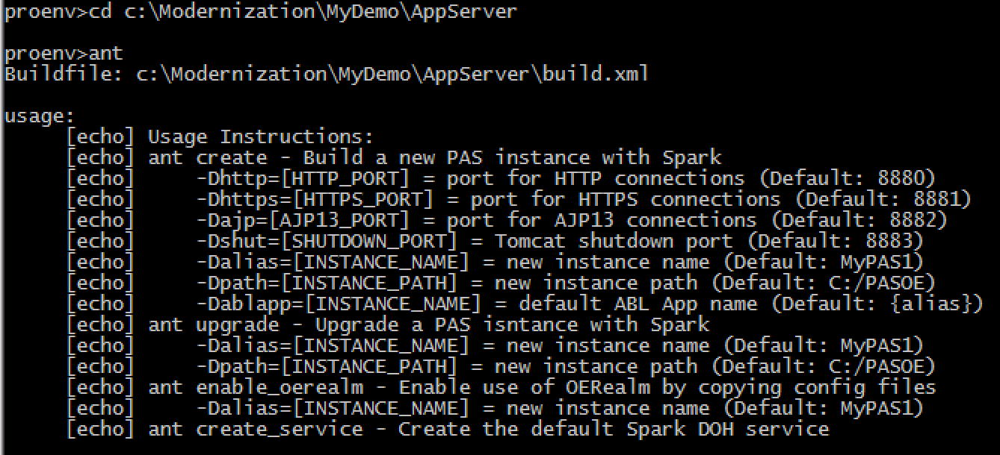 proenv>cd c:\Modernization\MyDemo\AppServer
proenv>ant
Buildfile: c:\Modernization\MyDemo\AppServer\build.xml
usage:
[echo] Usage Instructions:
[echo] ant create - Build a new PAS instance with Spark
[echo]     -Dhttp=[HTTP_PORT] = port for HTTP connections (Default: 8880)
[echo]     -Dhttps=[HTTPS_PORT] = port for HTTPS connections (Default: 8881)
[echo]     -Dajp=[AJP13_PORT] = port for AJP13 connections (Default: 8882)
[echo]     -Dshut=[SHUTDOWN_PORT] = Tomcat shutdown port (Default: 8883)
[echo]     -Dalias=[INSTANCE_NAME] = new instance name (Default: MyPAS1)
[echo]     -Dpath=[INSTANCE_PATH] = new instance path (Default: C:/PASOE)
[echo]     -Dablapp=[INSTANCE_NAME] = default ABL App name (Default: {alias})
[echo] ant upgrade - Upgrade a PAS isntance with Spark
[echo]     -Dalias=[INSTANCE_NAME] = new instance name (Default: MyPAS1)
[echo]     -Dpath=[INSTANCE_PATH] = new instance path (Default: C:/PASOE)
[echo] ant enable_oerealm - Enable use of OERealm by copying config files
[echo]     -Dalias=[INSTANCE_NAME] = new instance name (Default: MyPAS1)
[echo] ant create_service - Create the default Spark DOH service